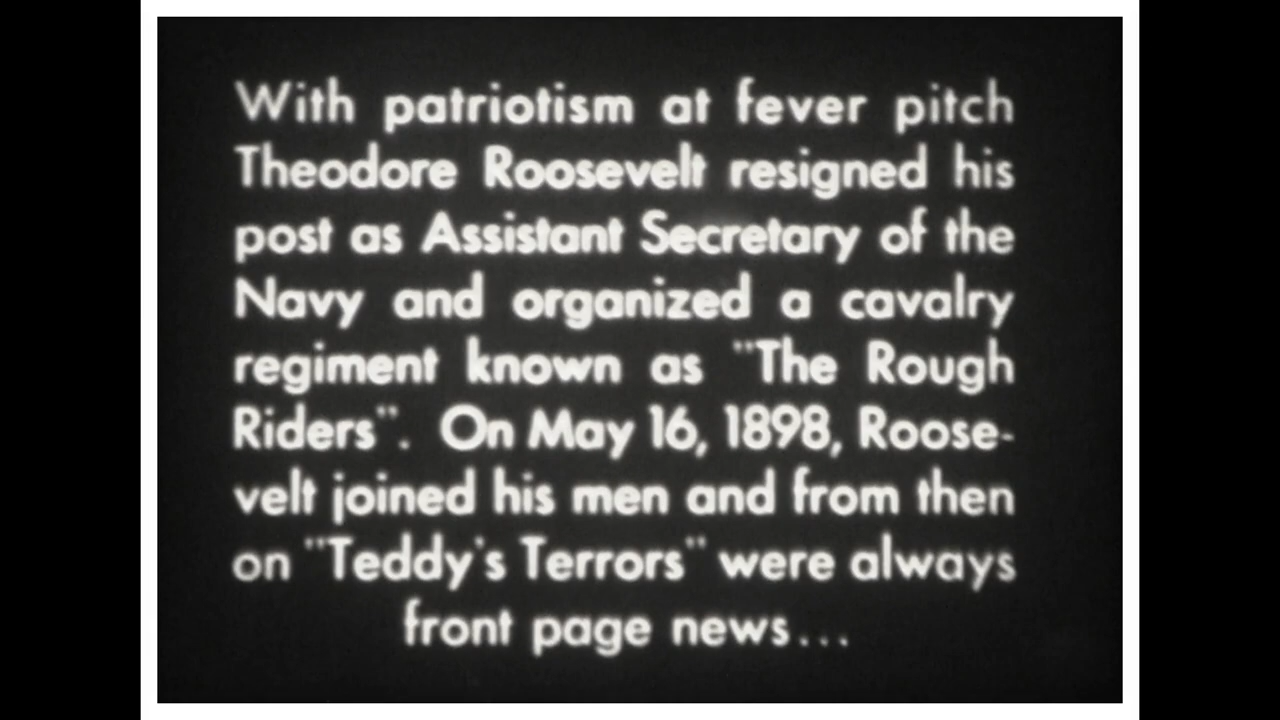 With patriotism at fever pitch
Theodore Roosevelt resigned his
post as Assistant Secretary of the
Navy and organized a cavalry
regiment known as "The Rough
Riders". On May 16, 1898, Roose-
velt joined his men and from then
on "Teddy's Terrors" were always
front page news...